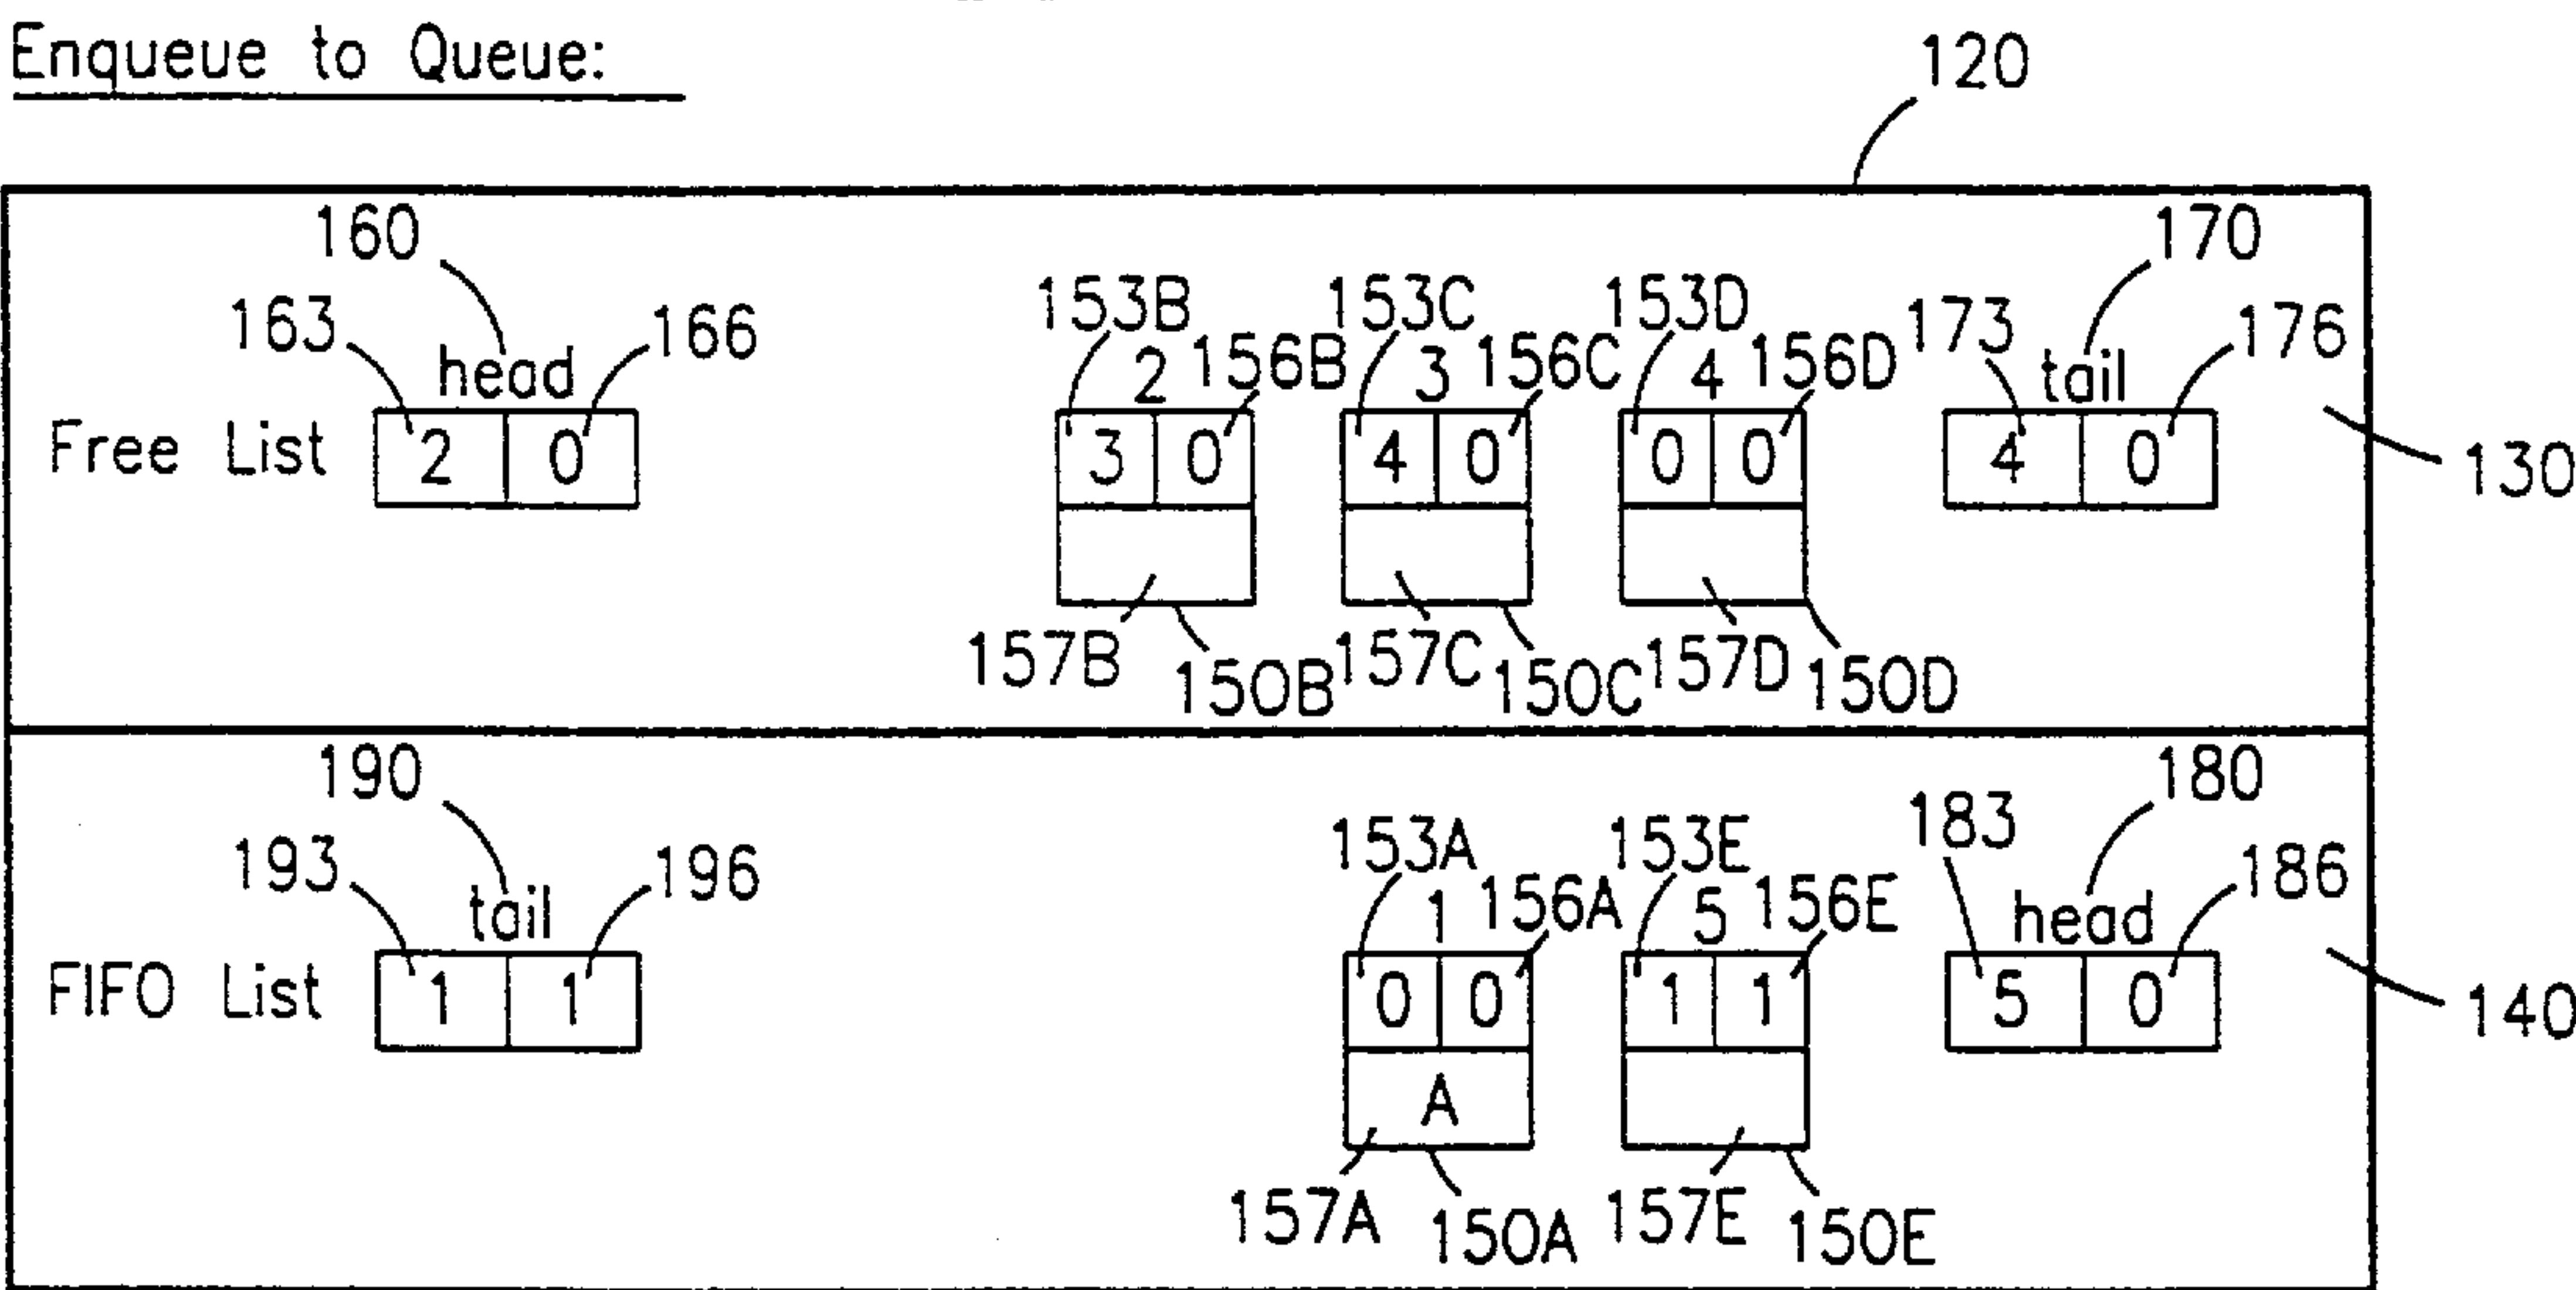 Enqueue to Queue:
120
160
170
163
head
166
153B
2
156B
153C
3
156C
153D
4
156D
173
tail
176
Free List
2 0
3 0
4 0
0 0
4 0
130
157B
150B
157C
150C
157D
150D
190
180
193
tail
196
153A
1
156A
153E
5
156E
183
head
186
FIFO List
1 1
0 0
1 1
5 0
140
A
157A
150A
157E
150E